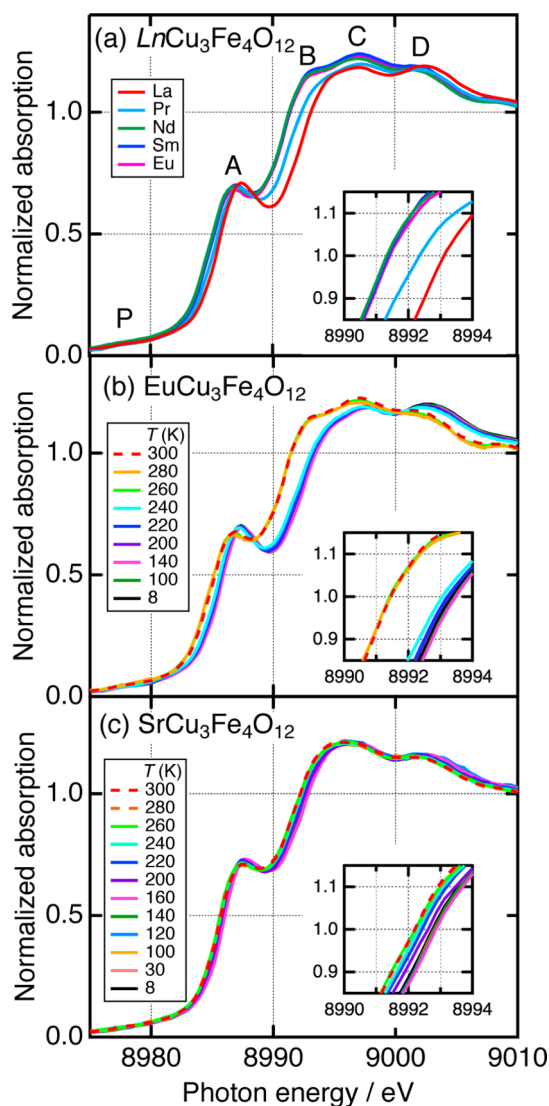 (a) LnCu₃Fe₄O₁₂
La
Pr
Nd
Sm
Eu
A
B
C
D
P
Normalized absorption
1.0
0.5
0.0
1.1
1.0
0.9
8990 8992 8994
(b) EuCu₃Fe₄O₁₂
T (K)
300
280
260
240
220
200
140
100
8
Normalized absorption
1.0
0.5
0.0
1.1
1.0
0.9
8990 8992 8994
(c) SrCu₃Fe₄O₁₂
T (K)
300
280
260
240
220
200
160
140
120
100
30
8
Normalized absorption
1.0
0.5
0.0
1.1
1.0
0.9
8990 8992 8994
8980 8990 9000 9010
Photon energy / eV